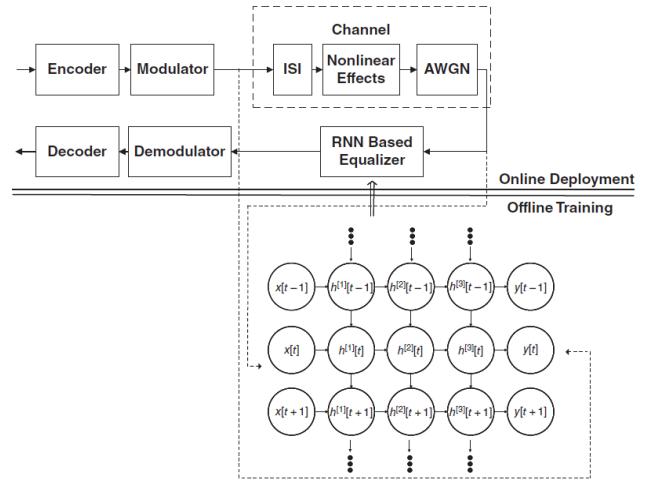 Channel
Encoder
Modulator
ISI
Nonlinear
Effects
AWGN
Decoder
Demodulator
RNN Based
Equalizer
Online Deployment
Offline Training
x[t−1]
h[1][t−1]
h[2][t−1]
h[3][t−1]
y[t−1]
x[t]
h[1][t]
h[2][t]
h[3][t]
y[t]
x[t+1]
h[1][t+1]
h[2][t+1]
h[3][t+1]
y[t+1]